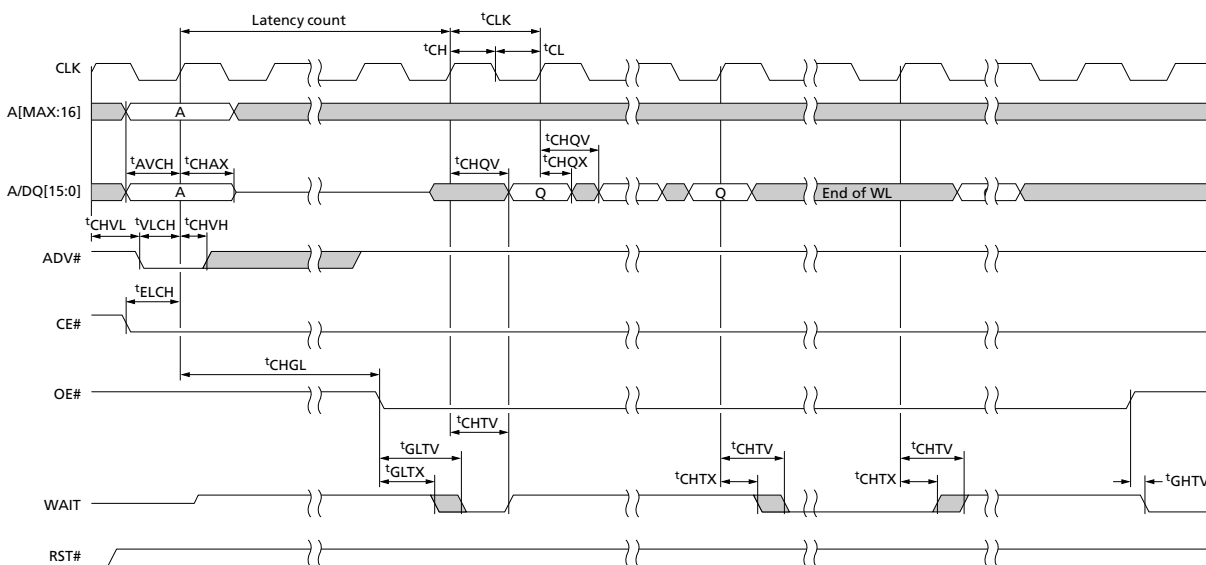 Latency count
tCLK
tCH
tCL
CLK
A[MAX:16]
A
tCHQV
tAVCH
tCHAX
tCHQV
tCHQX
A/DQ[15:0]
A
Q
Q
End of WL
tCHVL
tVLCH
tCHVH
ADV#
tELCH
CE#
tCHGL
OE#
tCHTV
tGLTV
tCHTV
tCHTV
tGLTX
tCHTX
tCHTX
tGHTV
WAIT
RST#